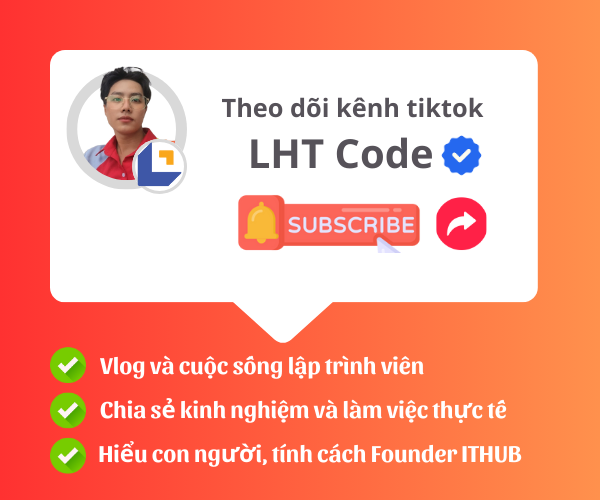 Theo dõi kênh tiktok
LHT Code
SUBSCRIBE
Vlog và cuộc sống lập trình viên
Chia sẻ kinh nghiệm và làm việc thực tế
Hiểu con người, tính cách Founder ITHUB